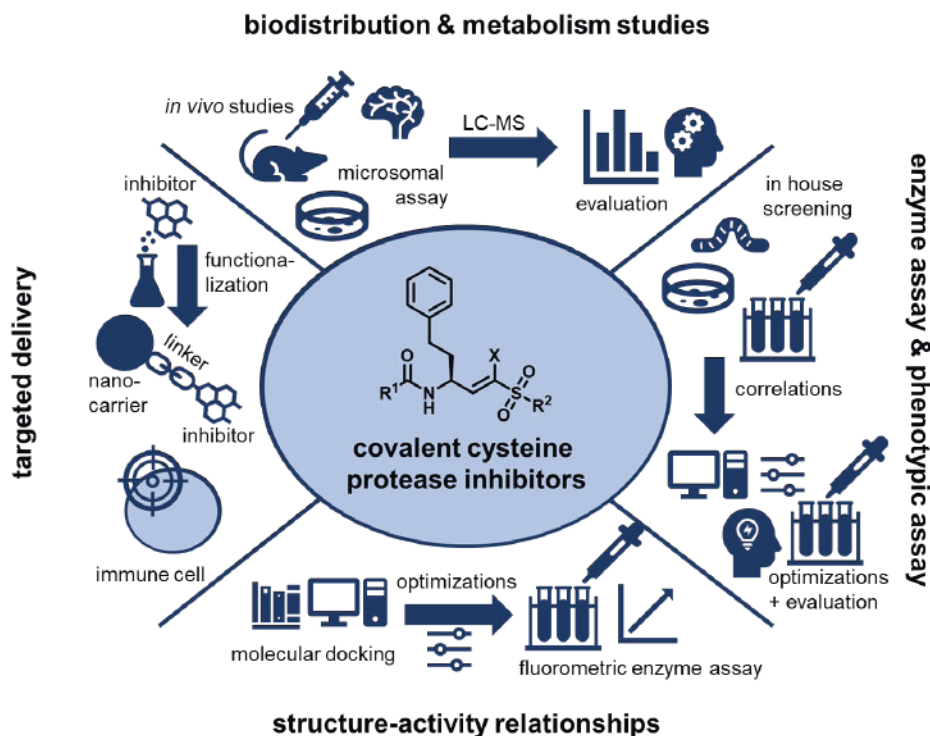 biodistribution & metabolism studies
in vivo studies
microsomal
assay
LC-MS
evaluation
enzyme assay & phenotypic assay
in house
screening
correlations
optimizations
+ evaluation
targeted delivery
inhibitor
functiona-
lization
linker
nano-
carrier
inhibitor
immune cell
O
R¹
N
H
X
S
O
O
R²
covalent cysteine
protease inhibitors
molecular docking
optimizations
fluorometric enzyme assay
structure-activity relationships